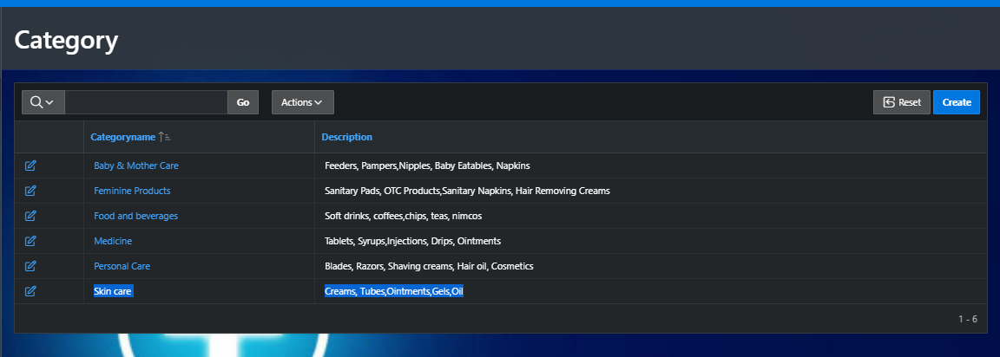 Category
Go Actions Reset Create
Categoryname Description
Baby & Mother Care Feeders, Pampers,Nipples, Baby Eatables, Napkins
Feminine Products Sanitary Pads, OTC Products,Sanitary Napkins, Hair Removing Creams
Food and beverages Soft drinks, coffees,chips, teas, nimcos
Medicine Tablets, Syrups,Injections, Drips, Ointments
Personal Care Blades, Razors, Shaving creams, Hair oil, Cosmetics
Skin care Creams, Tubes,Ointments,Gels,Oil
1 - 6